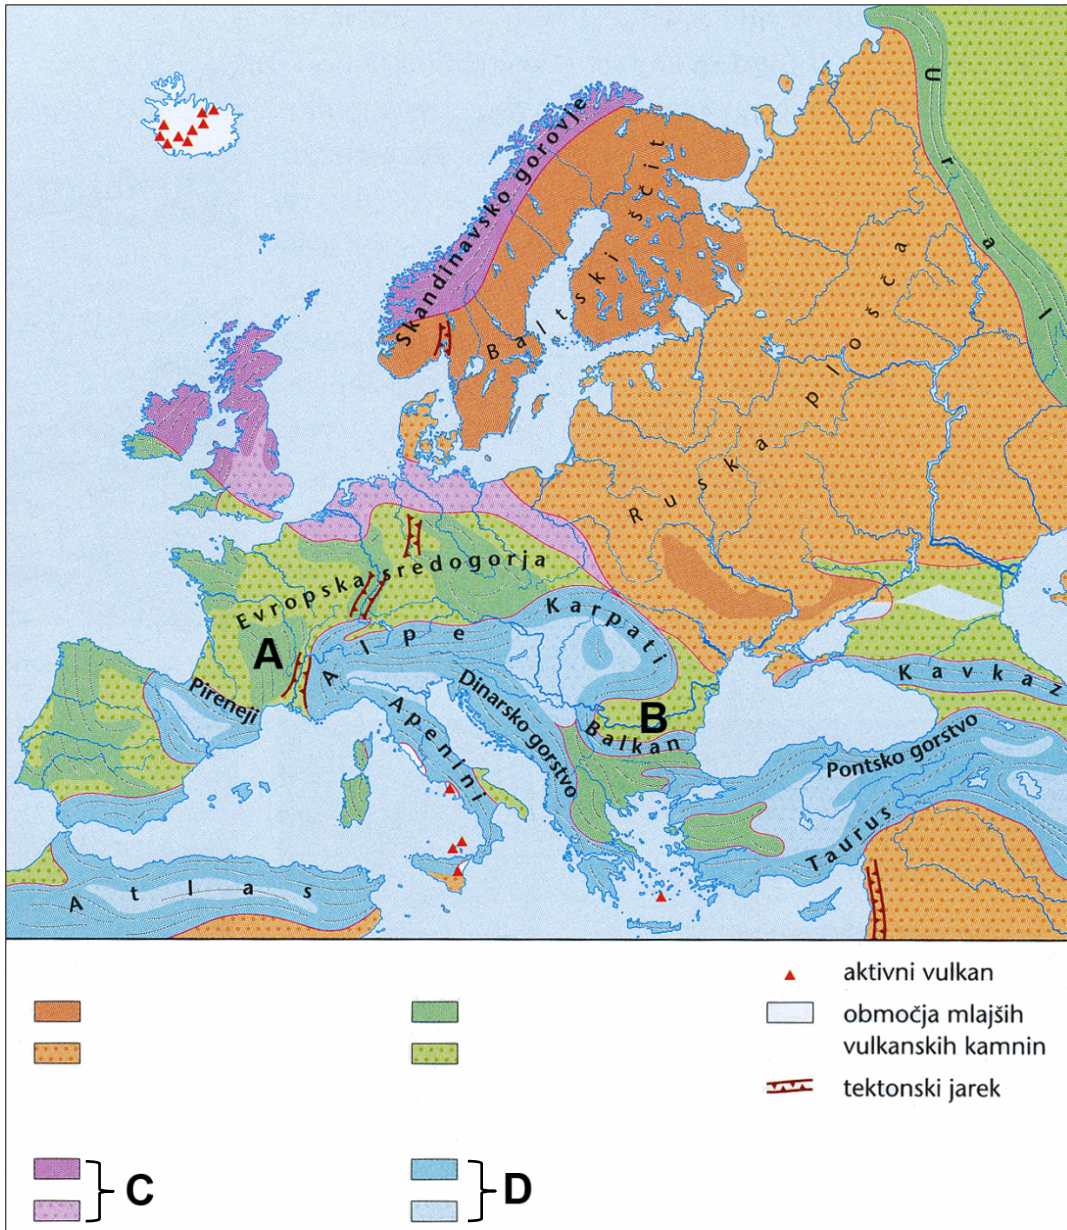 Ural
Skandinavsko gorovje
Baltski ščit
Ruska plošča
Evropska sredogorja
A
Karpati
Alpe
Pireneji
Dinarsko gorstvo
B
Balkan
Apenini
Kavkaz
Pontsko gorstvo
Taurus
Atlas
aktivni vulkan
območja mlajših
vulkanskih kamnin
tektonski jarek
C
D